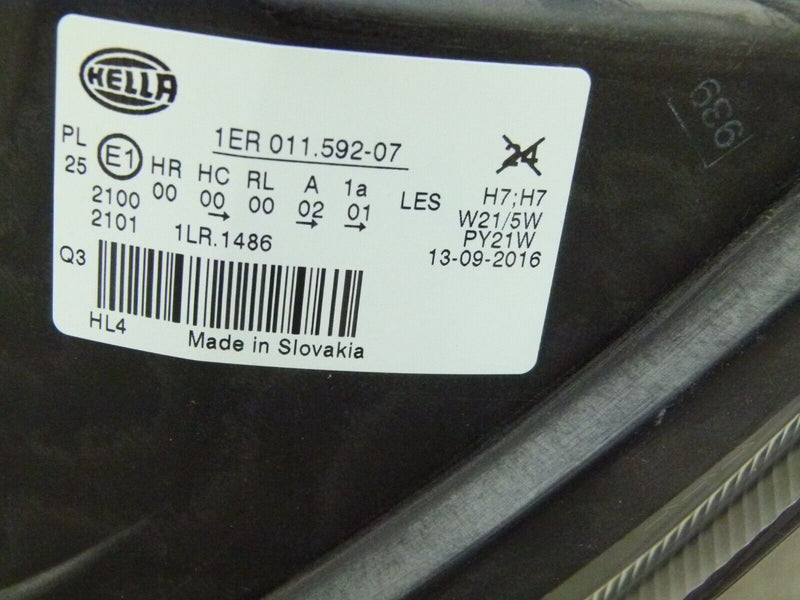 HELLA
1ER 011.592-07
24
PL
25
E1
HR HC RL A 1a
00 00 00 02 01
LES
H7;H7
W21/5W
PY21W
13-09-2016
2100
2101
1LR.1486
Q3
HL4
Made in Slovakia
939